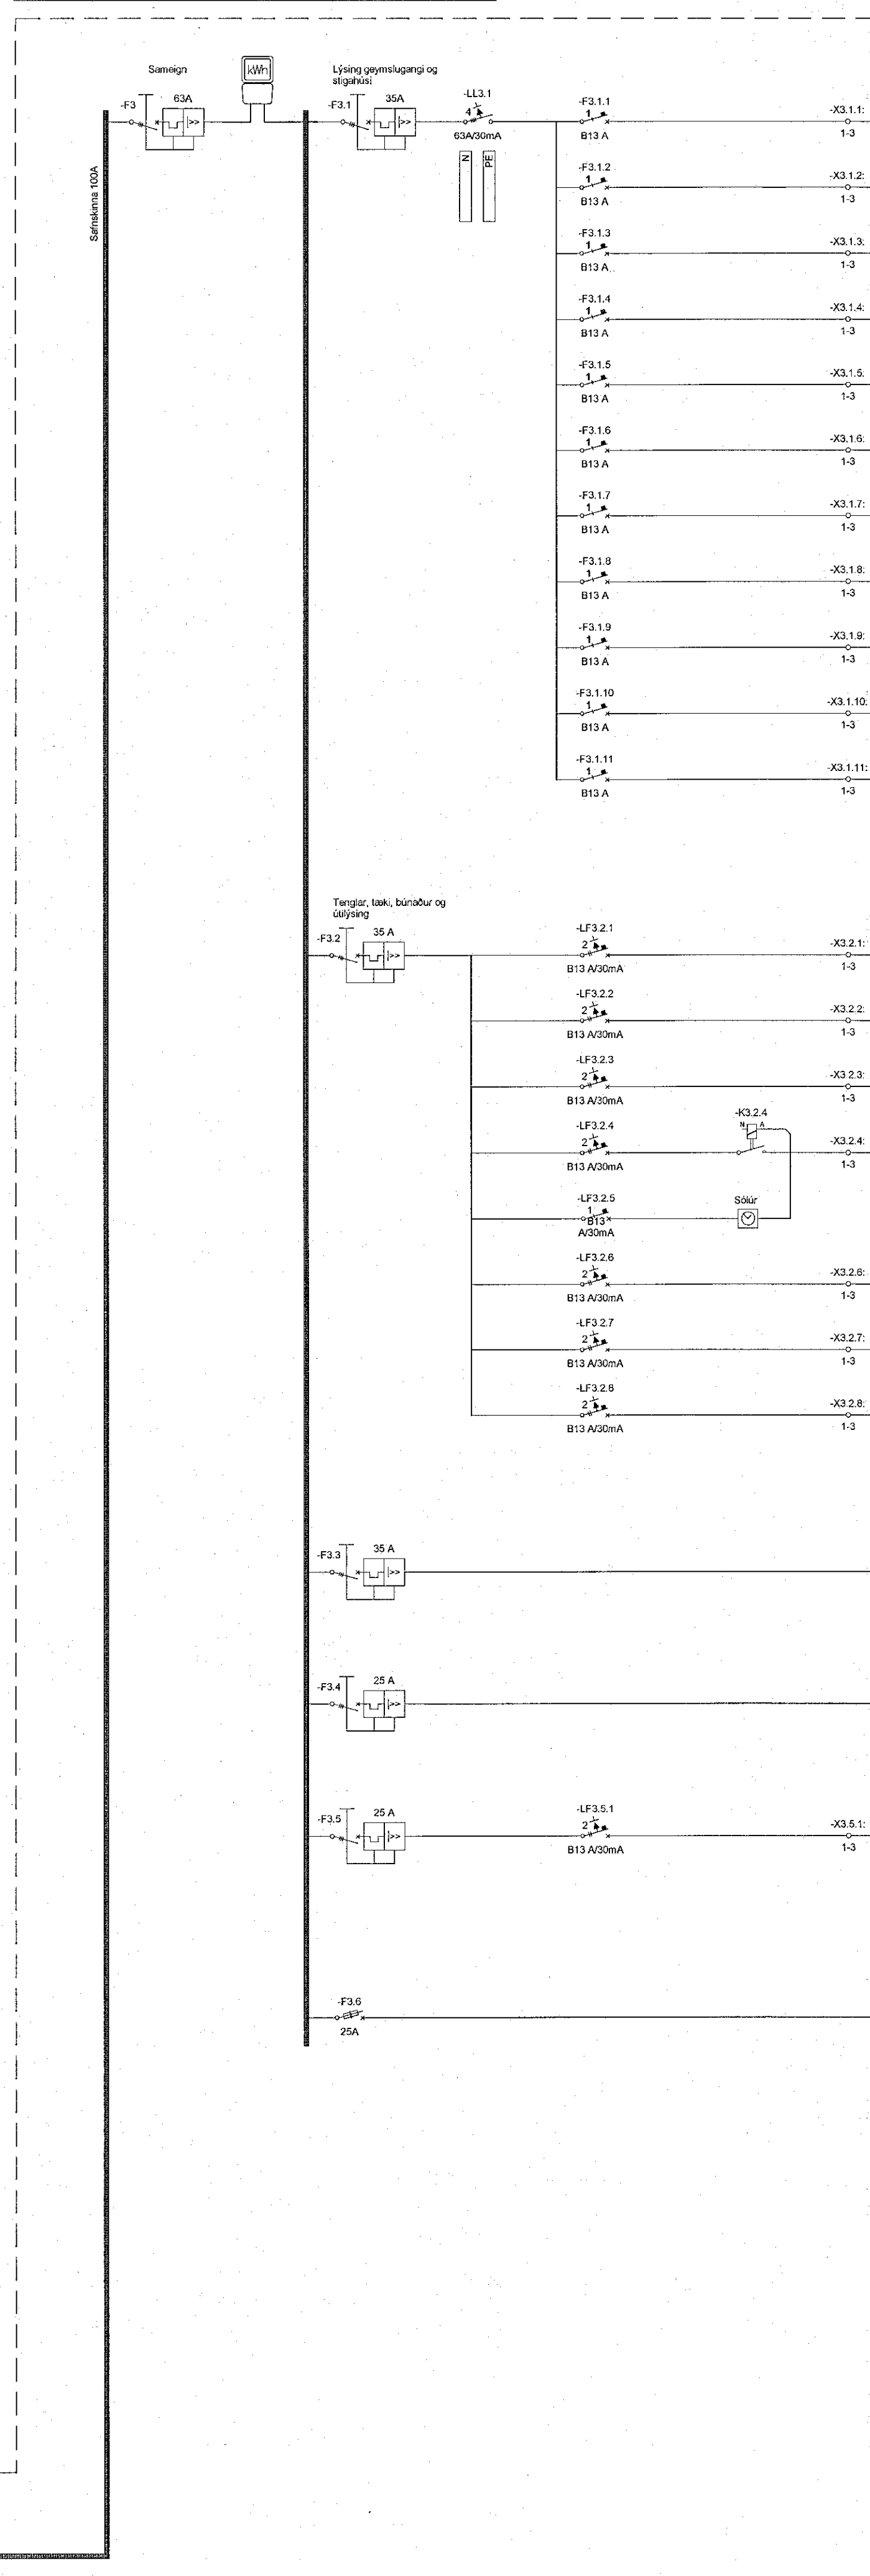 Sameign
kWh
Lýsing geymslugangi og
stigahúsi
-F3
63A
-F3.1
35A
-LL3.1
4
63A/30mA
N
PE
Safnskinna 100A
-F3.1.1
1
B13 A
-X3.1.1:
1-3
-F3.1.2
1
B13 A
-X3.1.2:
1-3
-F3.1.3
1
B13 A
-X3.1.3:
1-3
-F3.1.4
1
B13 A
-X3.1.4:
1-3
-F3.1.5
1
B13 A
-X3.1.5:
1-3
-F3.1.6
1
B13 A
-X3.1.6:
1-3
-F3.1.7
1
B13 A
-X3.1.7:
1-3
-F3.1.8
1
B13 A
-X3.1.8:
1-3
-F3.1.9
1
B13 A
-X3.1.9:
1-3
-F3.1.10
1
B13 A
-X3.1.10:
1-3
-F3.1.11
1
B13 A
-X3.1.11:
1-3
Tenglar, tæki, búnaður og
útilýsing
-F3.2
35 A
-LF3.2.1
2
B13 A/30mA
-X3.2.1:
1-3
-LF3.2.2
2
B13 A/30mA
-X3.2.2:
1-3
-LF3.2.3
2
B13 A/30mA
-X3.2.3:
1-3
-LF3.2.4
2
B13 A/30mA
-K3.2.4
N A
-X3.2.4:
1-3
-LF3.2.5
1
B13
A/30mA
Sólúr
-LF3.2.6
2
B13 A/30mA
-X3.2.6:
1-3
-LF3.2.7
2
B13 A/30mA
-X3.2.7:
1-3
-LF3.2.8
2
B13 A/30mA
-X3.2.8:
1-3
-F3.3
35 A
-F3.4
25 A
-F3.5
25 A
-LF3.5.1
2
B13 A/30mA
-X3.5.1:
1-3
-F3.6
25A